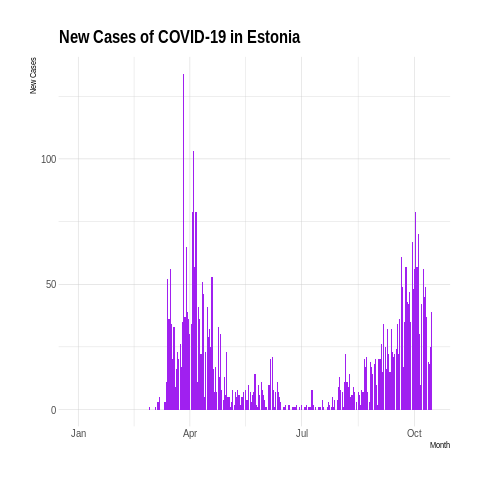 New Cases of COVID-19 in Estonia
New Cases
100
50
0
Jan Apr Jul Oct
Month